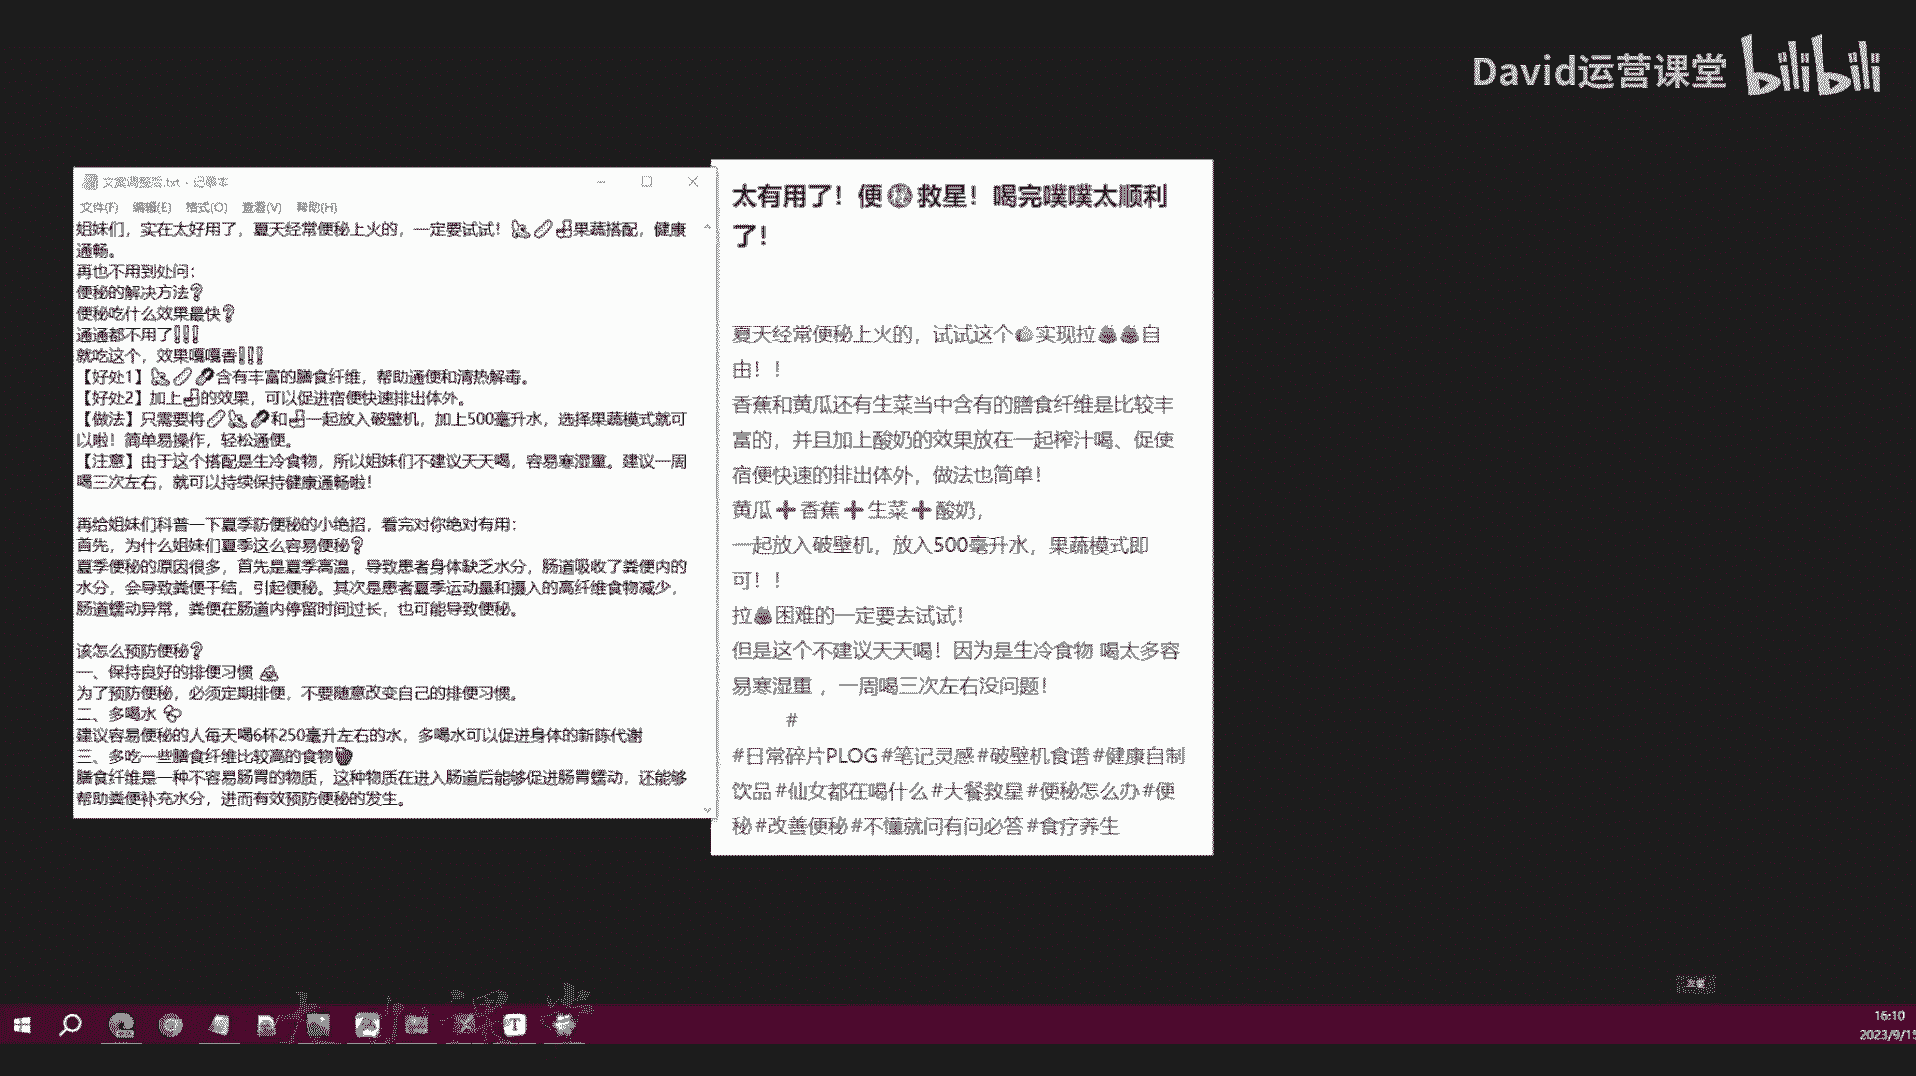 David运营课堂 bilibili
文案调整后.txt - 记事本
文件(F) 编辑(E) 格式(O) 查看(V) 帮助(H)
姐妹们，实在太好用了，夏天经常便秘上火的，一定要试试！🍌🥒🥛果蔬搭配，健康
通畅。
再也不用到处问：
便秘的解决方法❓
便秘吃什么效果最快❓
通通都不用了❗❗❗
就吃这个，效果嘎嘎香❗❗❗
【好处1】含有丰富的膳食纤维，帮助通便和清热解毒。
【好处2】加上的效果，可以促进宿便快速排出体外。
【做法】只需要将和一起放入破壁机，加上500毫升水，选择果蔬模式就可
以啦！简单易操作，轻松通便。
【注意】由于这个搭配是生冷食物，所以姐妹们不建议天天喝，容易寒湿重。建议一周
喝三次左右，就可以持续保持健康通畅啦！
再给姐妹们科普一下夏季防便秘的小绝招，看完对你绝对有用：
首先，为什么姐妹们夏季这么容易便秘❓
夏季便秘的原因很多，首先是夏季高温，导致患者身体缺乏水分，肠道吸收了粪便内的
水分，会导致粪便干结，引起便秘。其次是患者夏季运动量和摄入的高纤维食物减少，
肠道蠕动异常，粪便在肠道内停留时间过长，也可能导致便秘。
该怎么预防便秘❓
一、保持良好的排便习惯 💩
为了预防便秘，必须定期排便，不要随意改变自己的排便习惯。
二、多喝水
建议容易便秘的人每天喝6杯250毫升左右的水，多喝水可以促进身体的新陈代谢
三、多吃一些膳食纤维比较高的食物
膳食纤维是一种不容易肠胃的物质，这种物质在进入肠道后能够促进肠胃蠕动，还能够
帮助粪便补充水分，进而有效预防便秘的发生。
太有用了！便㊙救星！喝完噗噗太顺利
了！
夏天经常便秘上火的，试试这个实现拉💩💩自
由！！
香蕉和黄瓜还有生菜当中含有的膳食纤维是比较丰
富的，并且加上酸奶的效果放在一起榨汁喝、促使
宿便快速的排出体外，做法也简单！
黄瓜➕香蕉➕生菜➕酸奶，
一起放入破壁机，放入500毫升水，果蔬模式即
可！！
拉💩困难的一定要去试试！
但是这个不建议天天喝！因为是生冷食物 喝太多容
易寒湿重 ，一周喝三次左右没问题！
#
#日常碎片PLOG #笔记灵感 #破壁机食谱 #健康自制
饮品 #仙女都在喝什么 #大餐救星 #便秘怎么办 #便
秘 #改善便秘 #不懂就问有问必答 #食疗养生
16:10
2023/9/15